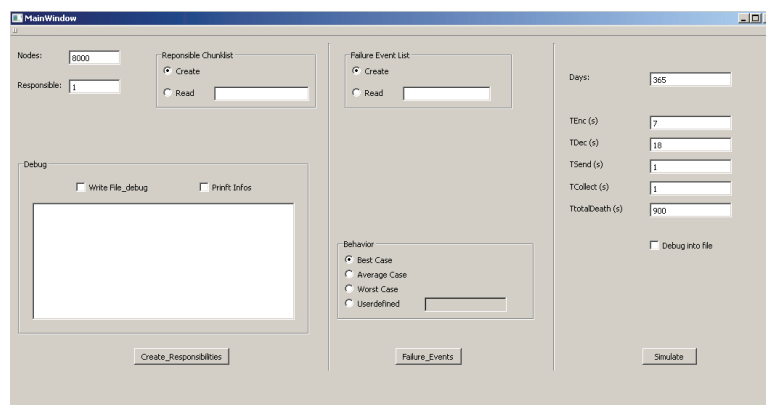 MainWindow
Nodes:
8000
Responsible:
1
Reponsible Chunklist
Create
Read
Failure Event List
Create
Read
Days:
365
TEnc (s)
7
TDec (s)
18
TSend (s)
1
TCollect (s)
1
TtotalDeath (s)
900
Debug into file
Debug
Write File_debug
Prinft Infos
Behavior
Best Case
Average Case
Worst Case
Userdefined
Create_Responsibilities
Failure_Events
Simulate